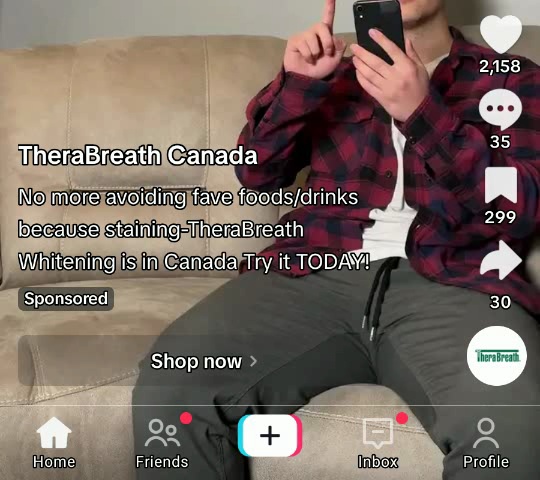 2,158
35
299
30
TheraBreath Canada
No more avoiding fave foods/drinks
because staining-TheraBreath
Whitening is in Canada Try it TODAY!
Sponsored
Shop now
TheraBreath
Home
Friends
Inbox
Profile